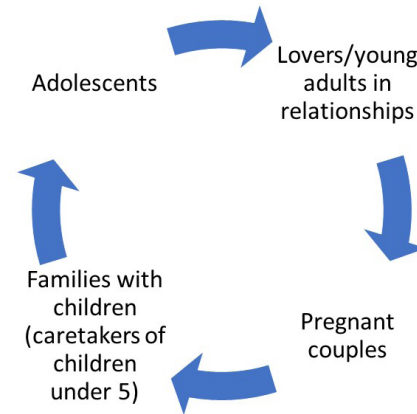 Adolescents
Lovers/young
adults in
relationships
Pregnant
couples
Families with
children
(caretakers of
children
under 5)